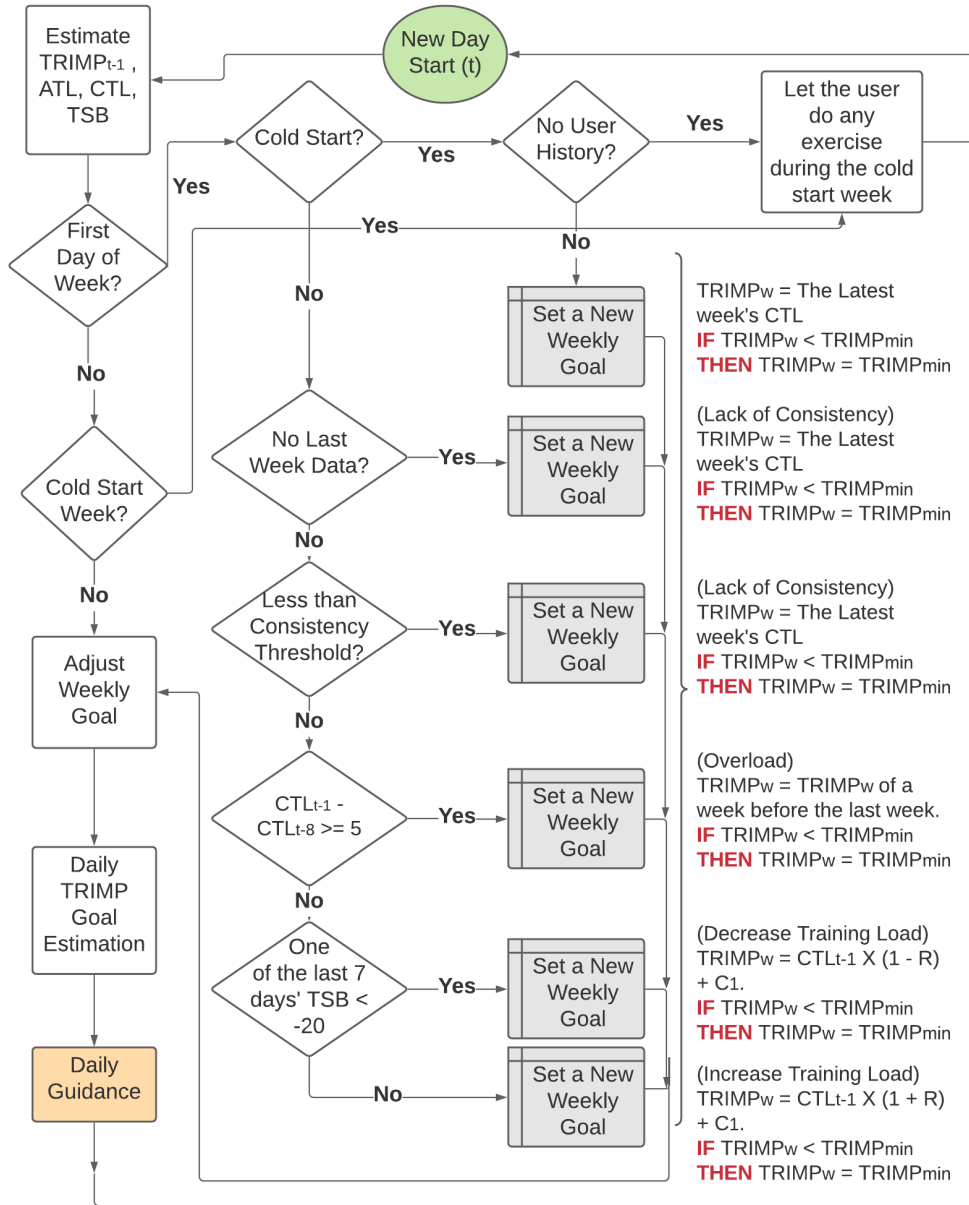 New Day
Start (t)
Estimate
TRIMPt-1 ,
ATL, CTL,
TSB
Cold Start?
Yes
No User
History?
Yes
Let the user
do any
exercise
during the cold
start week
Yes
First
Day of
Week?
Yes
No
No
No
Set a New
Weekly
Goal
TRIMPw = The Latest
week's CTL
IF TRIMPw < TRIMPmin
THEN TRIMPw = TRIMPmin
No Last
Week Data?
Yes
Set a New
Weekly
Goal
(Lack of Consistency)
TRIMPw = The Latest
week's CTL
IF TRIMPw < TRIMPmin
THEN TRIMPw = TRIMPmin
Cold Start
Week?
No
No
Less than
Consistency
Threshold?
Yes
Set a New
Weekly
Goal
(Lack of Consistency)
TRIMPw = The Latest
week's CTL
IF TRIMPw < TRIMPmin
THEN TRIMPw = TRIMPmin
Adjust
Weekly
Goal
No
CTLt-1 -
CTLt-8 >= 5
Yes
Set a New
Weekly
Goal
(Overload)
TRIMPw = TRIMPw of a
week before the last week.
IF TRIMPw < TRIMPmin
THEN TRIMPw = TRIMPmin
Daily
TRIMP
Goal
Estimation
No
One
of the last 7
days' TSB <
-20
Yes
Set a New
Weekly
Goal
(Decrease Training Load)
TRIMPw = CTLt-1 X (1 - R)
+ C1.
IF TRIMPw < TRIMPmin
THEN TRIMPw = TRIMPmin
Daily
Guidance
No
Set a New
Weekly
Goal
(Increase Training Load)
TRIMPw = CTLt-1 X (1 + R)
+ C1.
IF TRIMPw < TRIMPmin
THEN TRIMPw = TRIMPmin